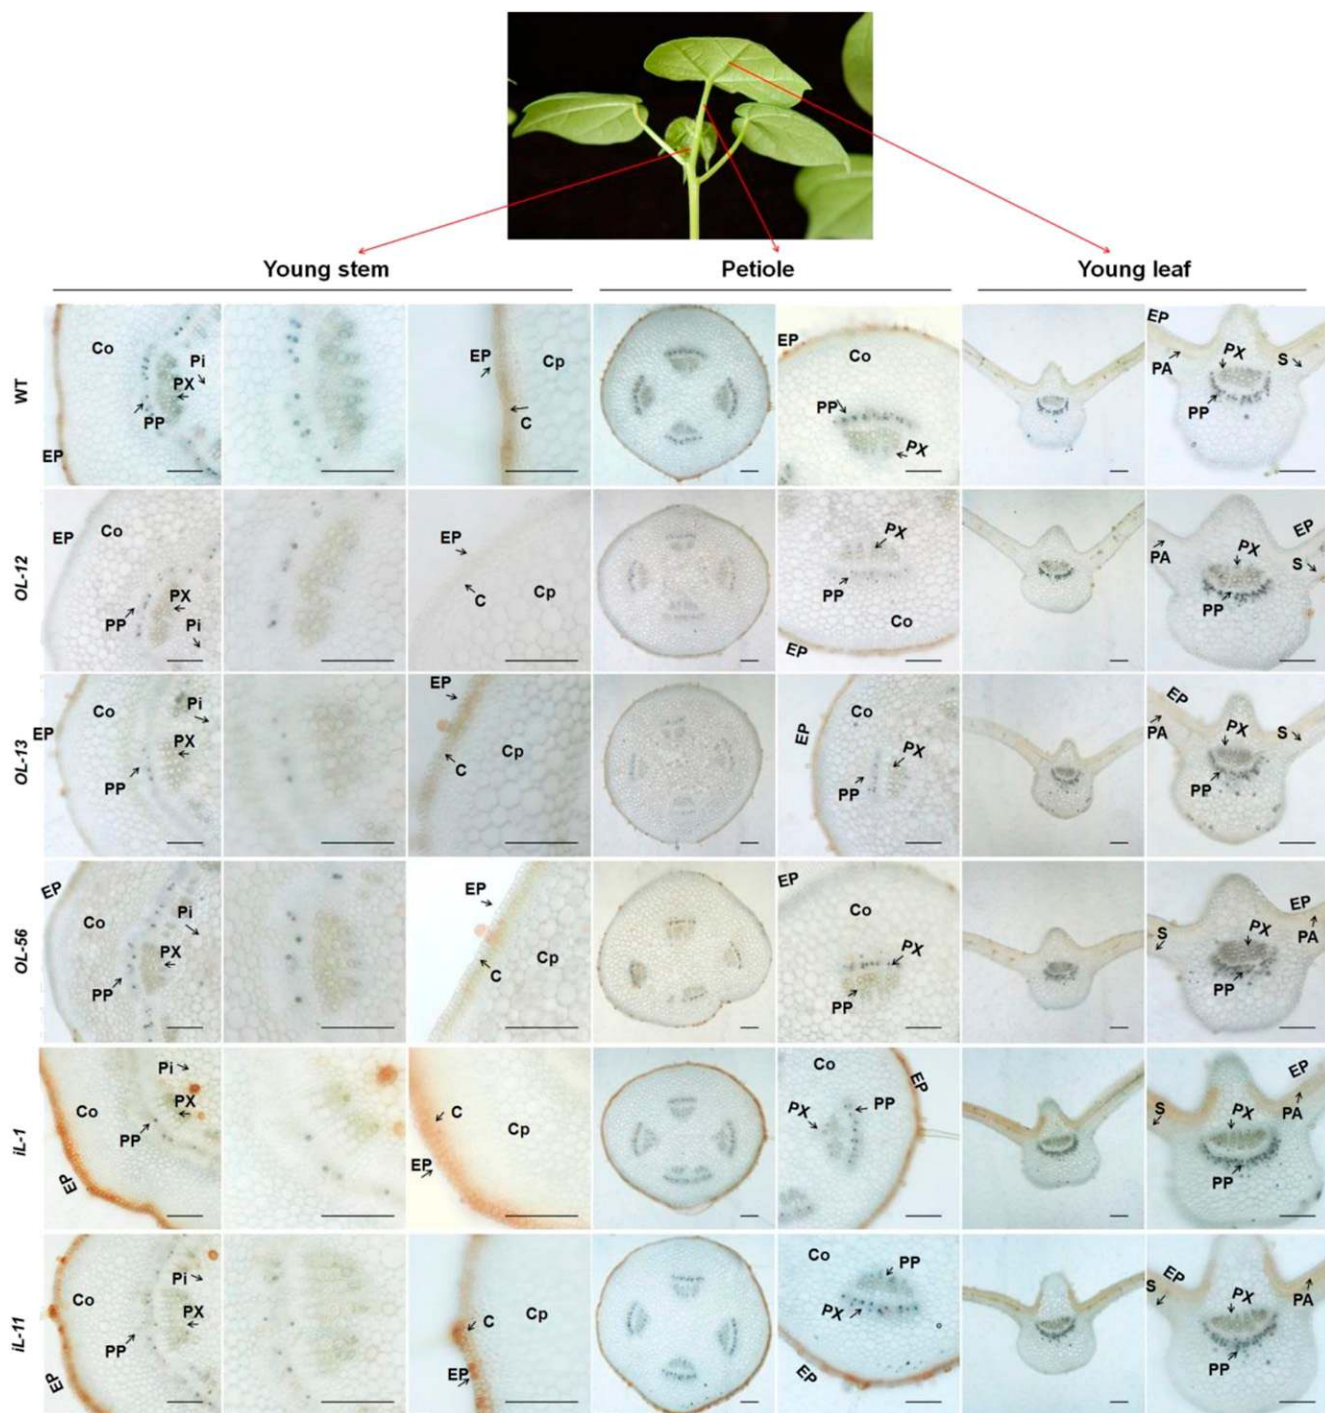 Young stem Petiole Young leaf
WT
EP Co Pi PX PP
EP Cp C
EP Co PP PX
EP PX S PA PP
OL-12
EP Co PX PP Pi
EP C Cp
PX PP Co EP
EP PX PA S PP
OL-13
Co Pi EP PX PP
EP Cp C
Co EP PX PP
EP PA PX S PP
OL-56
EP Co Pi PX PP
EP Cp C
EP Co PX PP
EP S PX PA PP
iL-1
Pi Co PX PP EP
C Cp EP
Co EP PX PP
EP S PX PA PP
iL-11
Pi Co PX PP EP
C Cp EP
Co PP PX EP
S EP PX PA PP